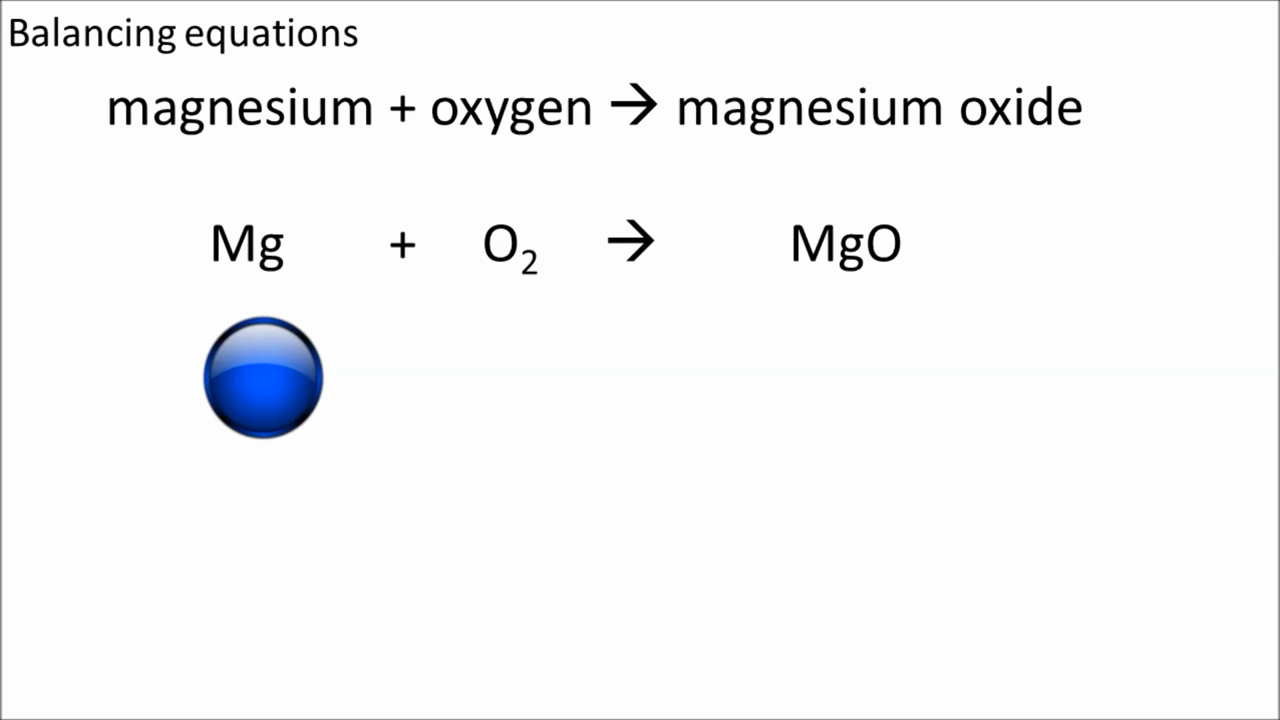 Balancing equations
magnesium + oxygen → magnesium oxide
Mg + O₂ → MgO